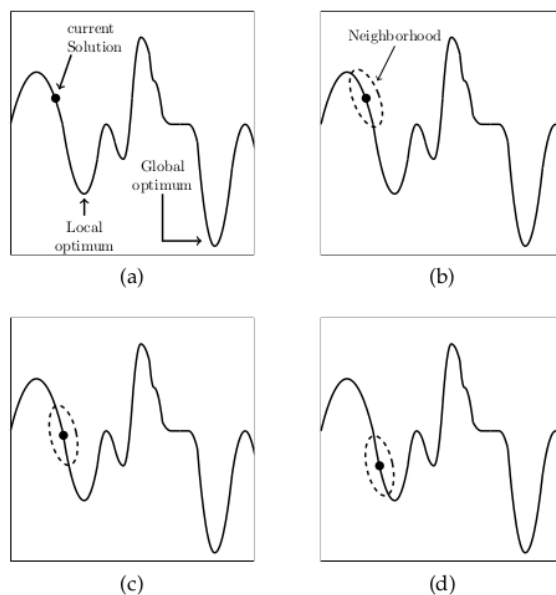 current
Solution
Global
optimum
Local
optimum
(a)
Neighborhood
(b)
(c)
(d)